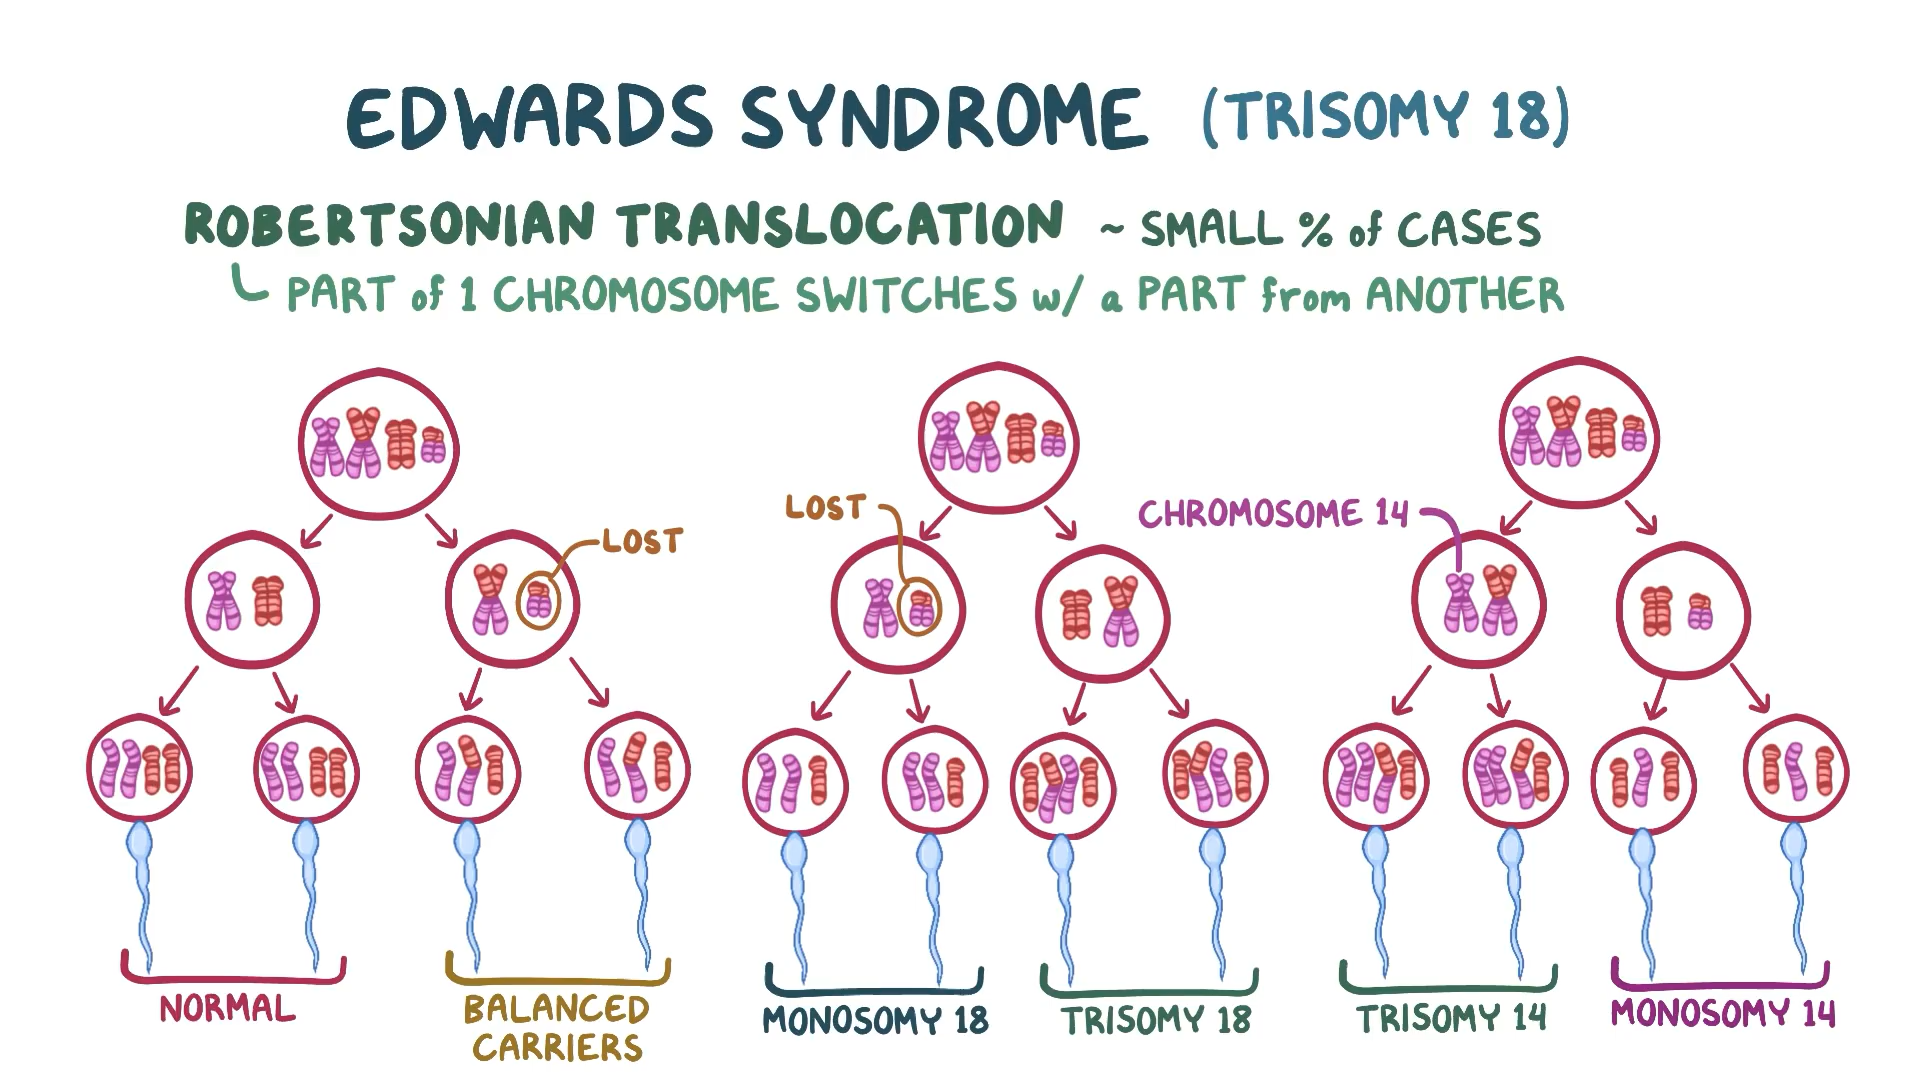 EDWARDS SYNDROME (TRISOMY 18)
ROBERTSONIAN TRANSLOCATION ~ SMALL % of CASES
PART of 1 CHROMOSOME SWITCHES w/ a PART from ANOTHER
LOST
LOST
CHROMOSOME 14
NORMAL
BALANCED
CARRIERS
MONOSOMY 18
TRISOMY 18
TRISOMY 14
MONOSOMY 14